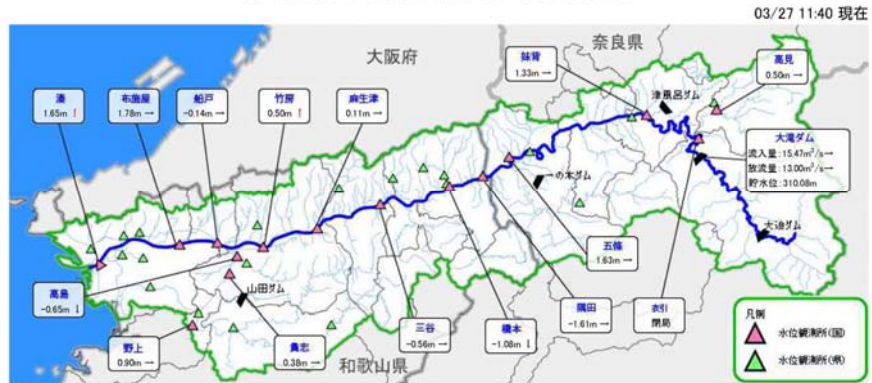 03/27 11:40 現在
大阪府
奈良県
湊
1.65m ↑
布施屋
1.78m →
船戸
-0.14m →
竹房
0.50m ↑
麻生津
0.11m →
妹背
1.33m →
津風呂ダム
高見
0.50m →
大滝ダム
流入量:15.47m³/s→
放流量:13.00m³/s→
貯水位:310.08m
一の木ダム
大迫ダム
五條
1.63m →
高島
-0.65m ↓
山田ダム
野上
0.90m →
貴志
0.38m →
和歌山県
三谷
-0.56m →
橋本
-1.08m ↓
隅田
-1.61m →
衣引
閉局
凡例
水位観測所(国)
水位観測所(県)